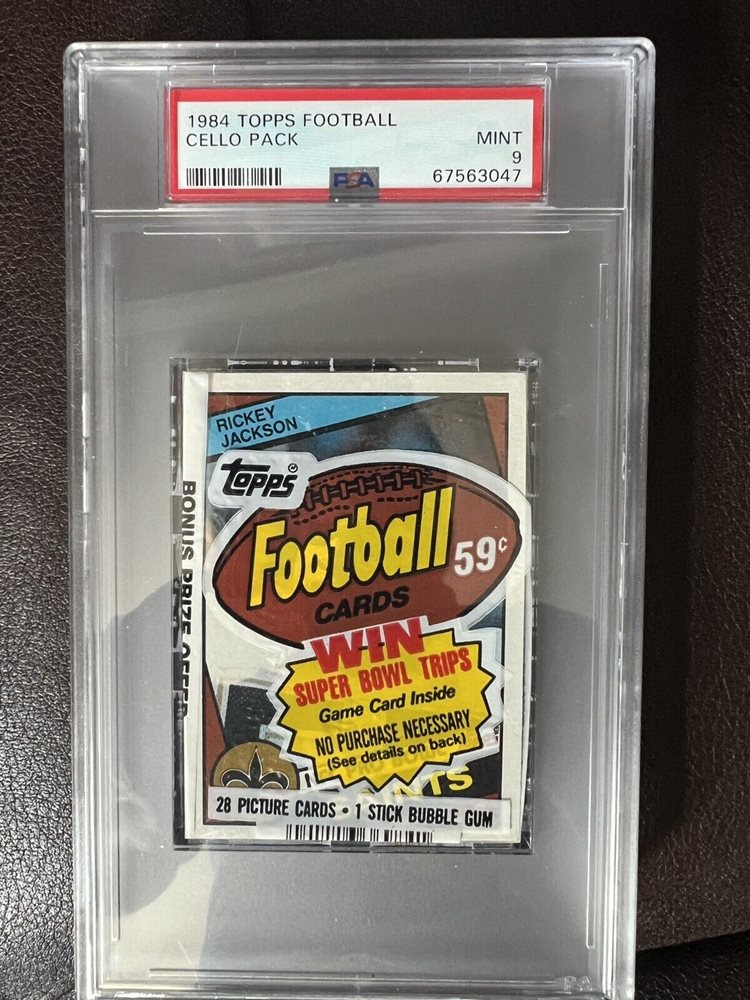 1984 TOPPS FOOTBALL
CELLO PACK
MINT
9
PSA
67563047
RICKEY
JACKSON
TOPPS
BONUS PRIZE OFFER
Football
59¢
CARDS
WIN
SUPER BOWL TRIPS
Game Card Inside
NO PURCHASE NECESSARY
(See details on back)
28 PICTURE CARDS • 1 STICK BUBBLE GUM